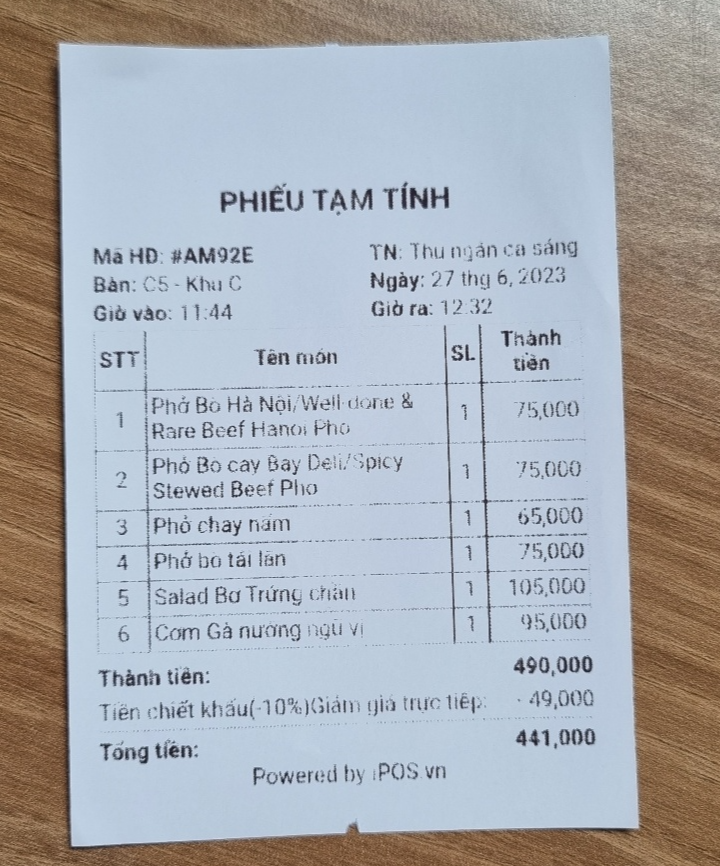 PHIẾU TẠM TÍNH
Mã HĐ: #AM92E TN: Thu ngân ca sáng
Bàn: C5 - Khu C Ngày: 27 thg 6, 2023
Giờ vào: 11:44 Giờ ra: 12:32
STT Tên món SL Thành tiền
1 Phở Bò Hà Nội/Well-done & 1 75,000
Rare Beef Hanoi Pho
2 Phở Bò cay Bay Deli/Spicy 1 75,000
Stewed Beef Pho
3 Phở chay nấm 1 65,000
4 Phở bò tái lăn 1 75,000
5 Salad Bơ Trứng chần 1 105,000
6 Cơm Gà nướng ngũ vị 1 95,000
Thành tiền: 490,000
Tiền chiết khấu(-10%)Giảm giá trực tiếp: - 49,000
Tổng tiền: 441,000
Powered by iPOS.vn